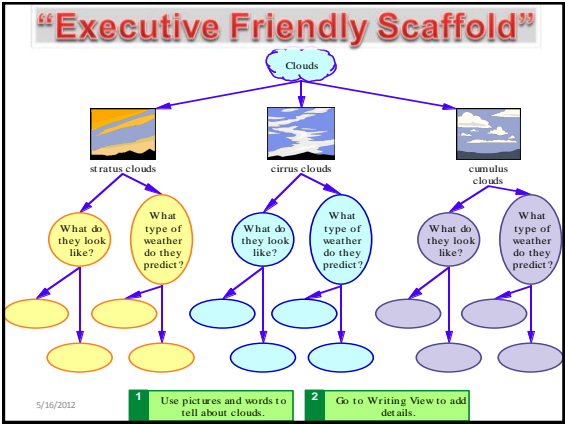 “Executive Friendly Scaffold”
Clouds
stratus clouds
cirrus clouds
cumulus
clouds
What do
they look
like?
What
type of
weather
do they
predict?
What do
they look
like?
What
type of
weather
do they
predict?
What do
they look
like?
What
type of
weather
do they
predict?
5/16/2012
1
Use pictures and words to
tell about clouds.
2
Go to Writing View to add
details.